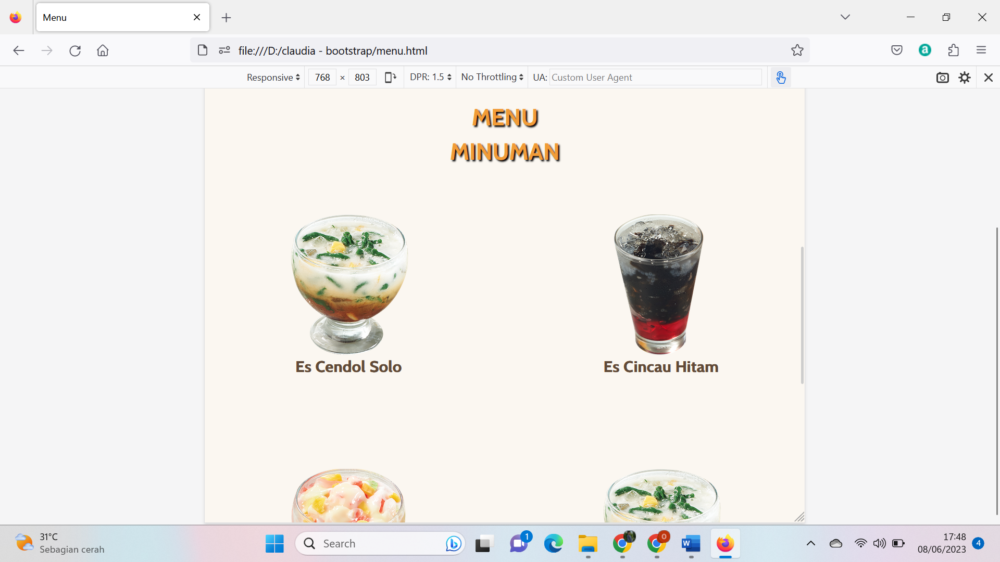 Menu
file:///D:/claudia - bootstrap/menu.html
Responsive 768 × 803 DPR: 1.5 No Throttling UA: Custom User Agent
MENU
MINUMAN
Es Cendol Solo
Es Cincau Hitam
31°C
Sebagian cerah
Search
1
0
17:48
08/06/2023
4